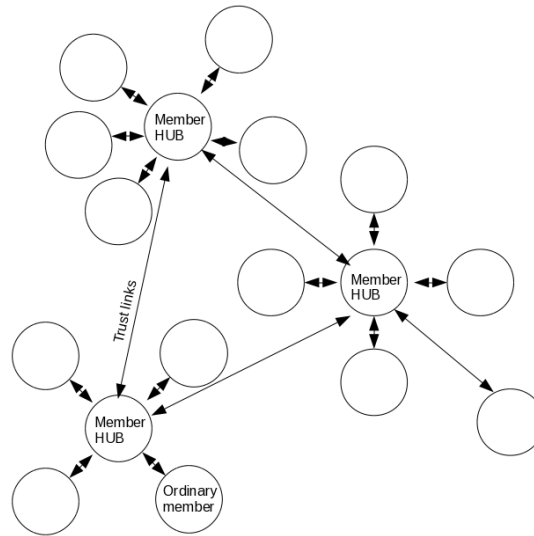 Member
HUB
Member
HUB
Trust links
Member
HUB
Ordinary
member